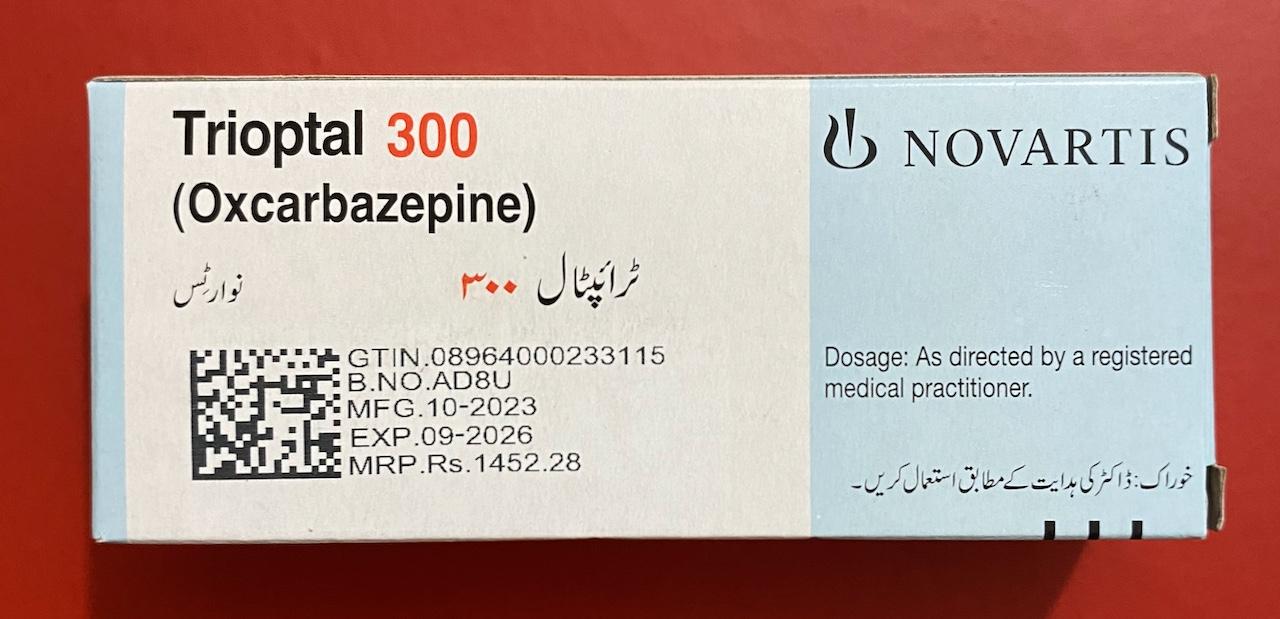 Trioptal 300
(Oxcarbazepine)
ٹرائپٹال ۳۰۰
نوارٹس
GTIN.08964000233115
B.NO.AD8U
MFG.10-2023
EXP.09-2026
MRP.Rs.1452.28
NOVARTIS
Dosage: As directed by a registered
medical practitioner.
خوراک: ڈاکٹر کی ہدایت کے مطابق استعمال کریں۔